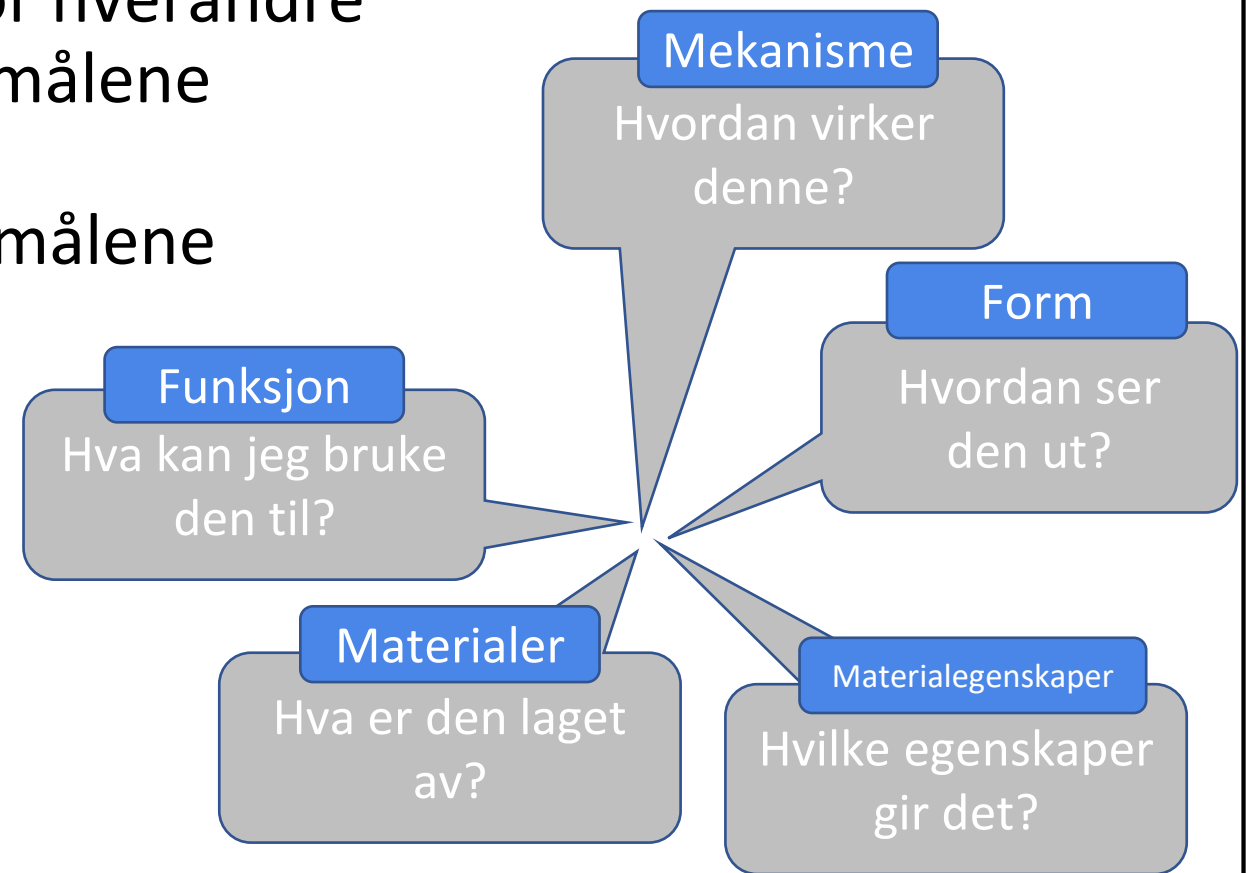 hverandre
målene
målene
Mekanisme
Hvordan virker
denne?
Form
Hvordan ser
den ut?
Funksjon
Hva kan jeg bruke
den til?
Materialer
Hva er den laget
av?
Materialegenskaper
Hvilke egenskaper
gir det?